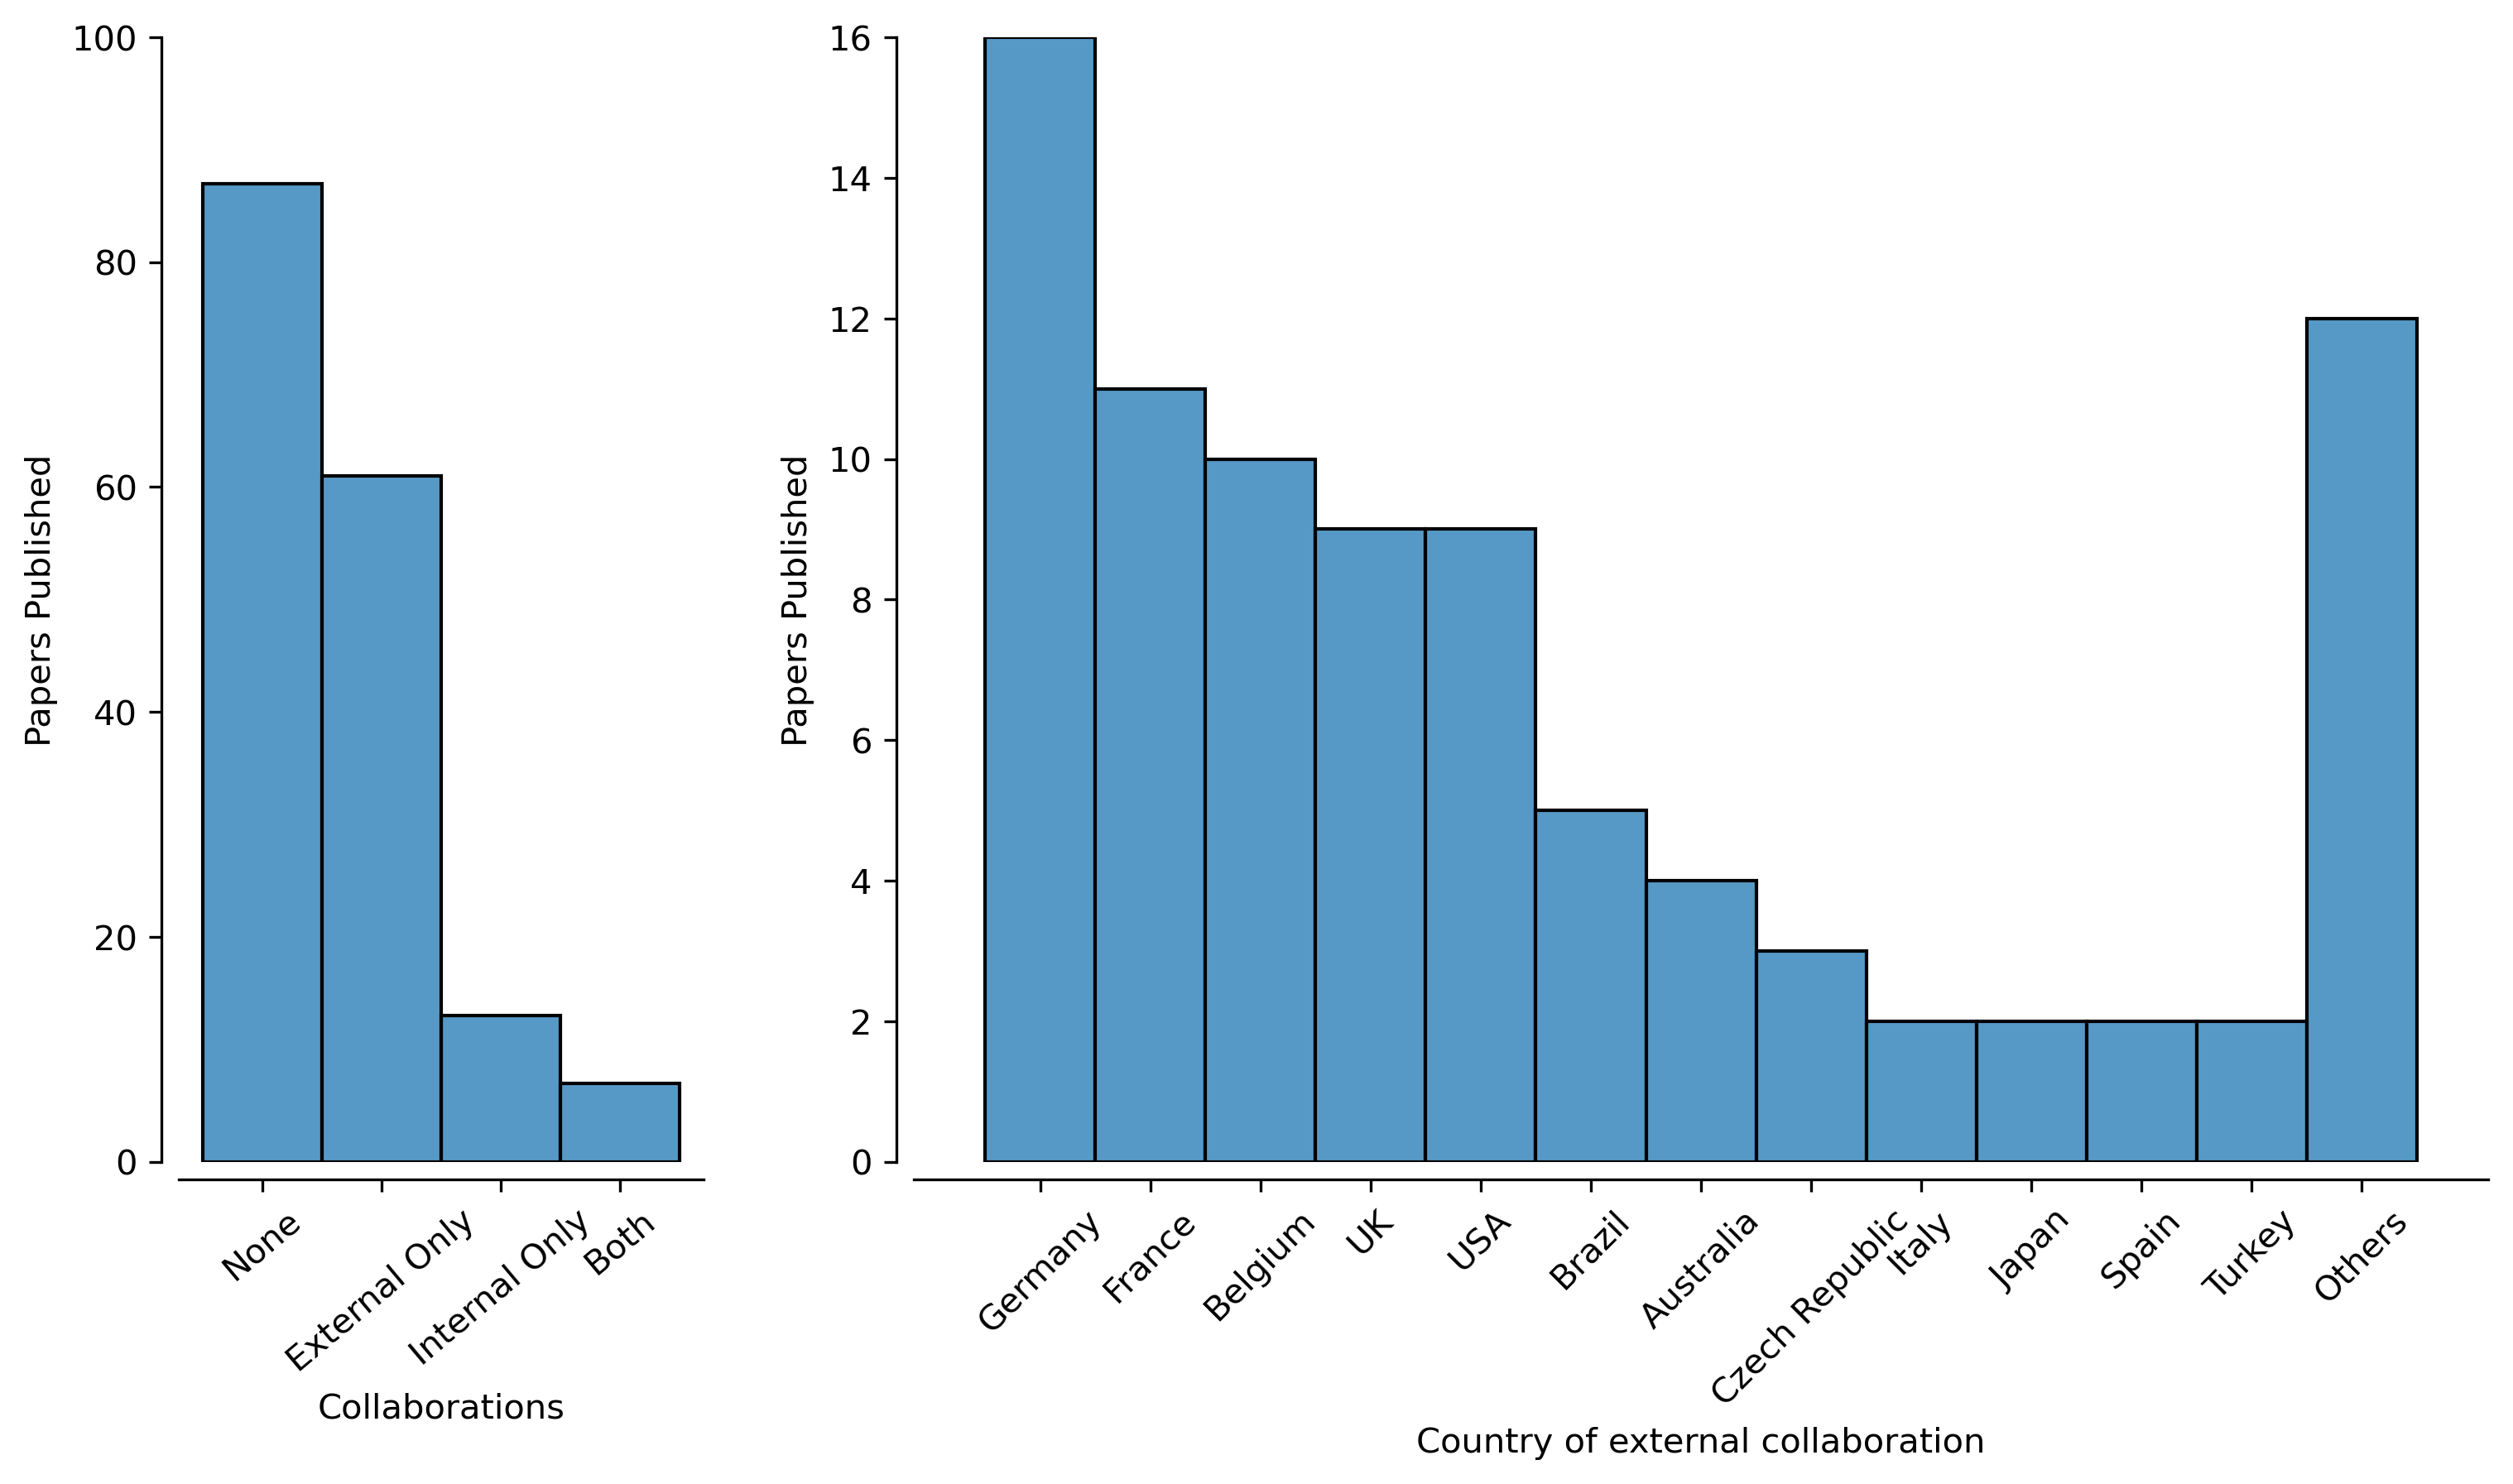 100
80
60
40
20
0
Papers Published
None
External Only
Internal Only
Both
Collaborations
16
14
12
10
8
6
4
2
0
Papers Published
Germany
France
Belgium
UK
USA
Brazil
Australia
Czech Republic
Italy
Japan
Spain
Turkey
Others
Country of external collaboration